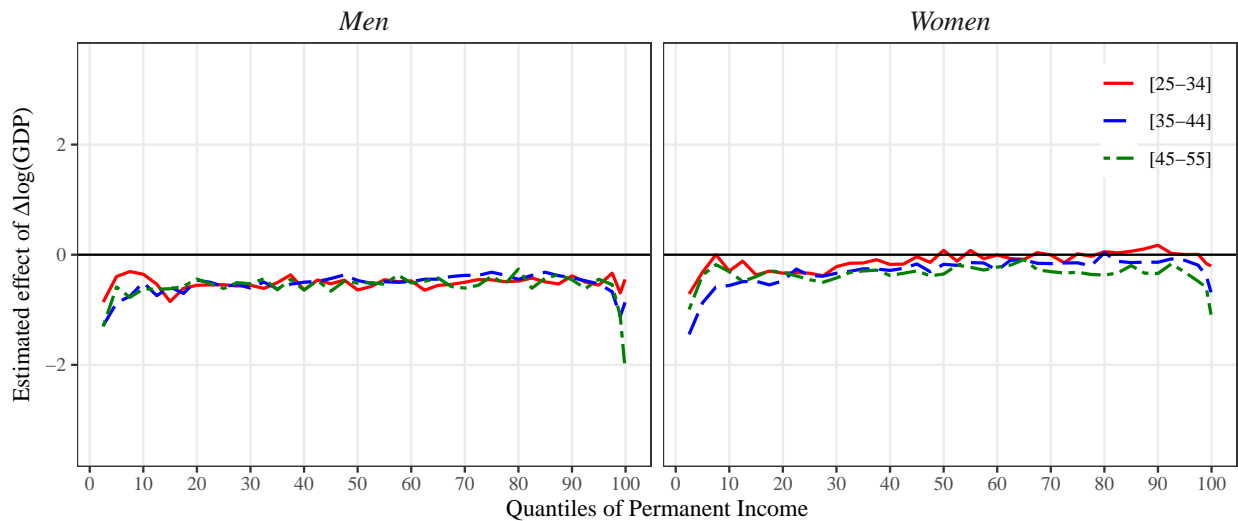 Men
Women
Estimated effect of Δlog(GDP)
2
0
−2
[25−34]
[35−44]
[45−55]
0 10 20 30 40 50 60 70 80 90 100
0 10 20 30 40 50 60 70 80 90 100
Quantiles of Permanent Income